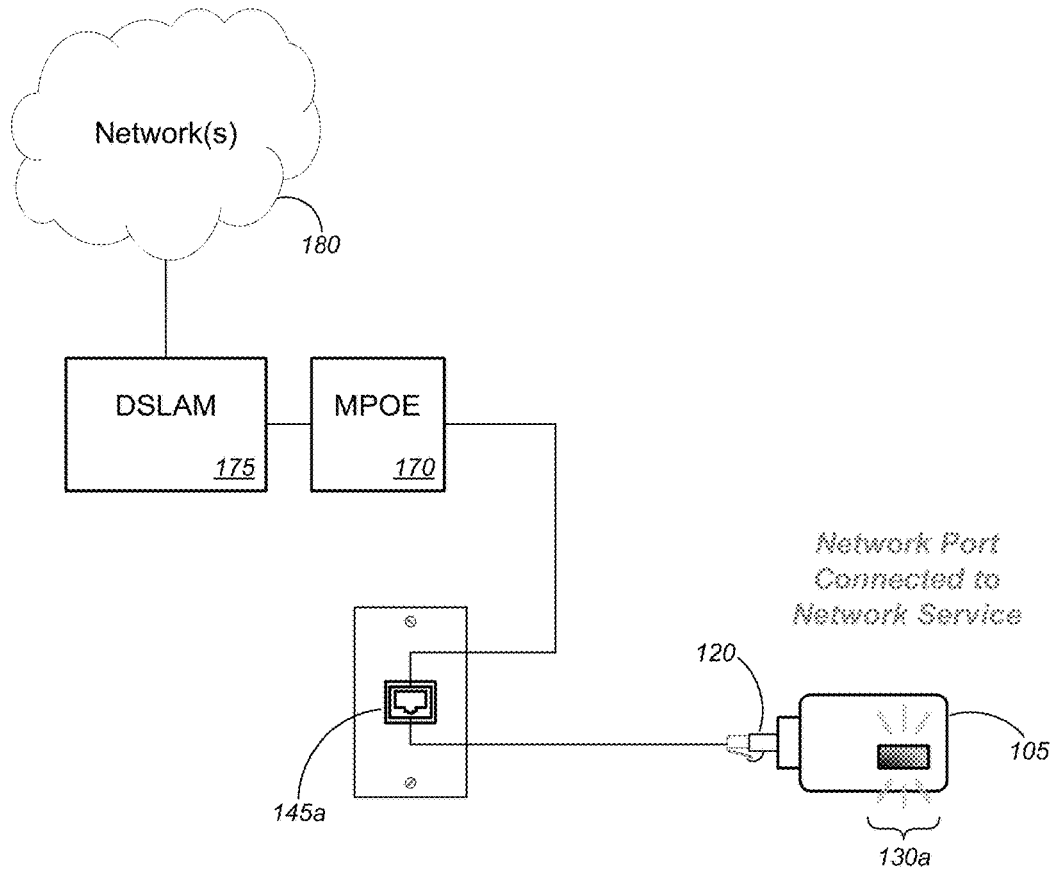 Network(s)
180
DSLAM
175
MPOE
170
Network Port
Connected to
Network Service
120
105
145a
130a